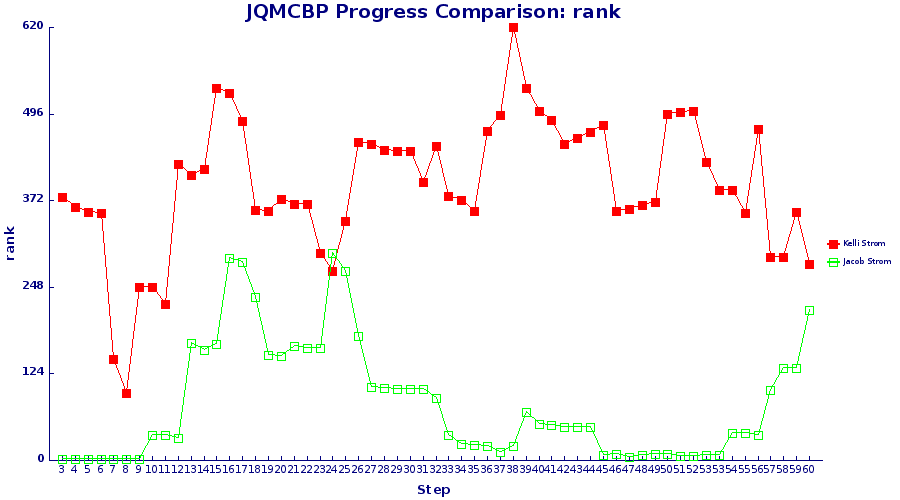 JQMCBP Progress Comparison: rank
620
496
372
248
124
0
rank
3 4 5 6 7 8 9 10 11 12 13 14 15 16 17 18 19 20 21 22 23 24 25 26 27 28 29 30 31 32 33 34 35 36 37 38 39 40 41 42 43 44 45 46 47 48 49 50 51 52 53 54 55 56 57 58 59 60
Step
Kelli Strom
Jacob Strom